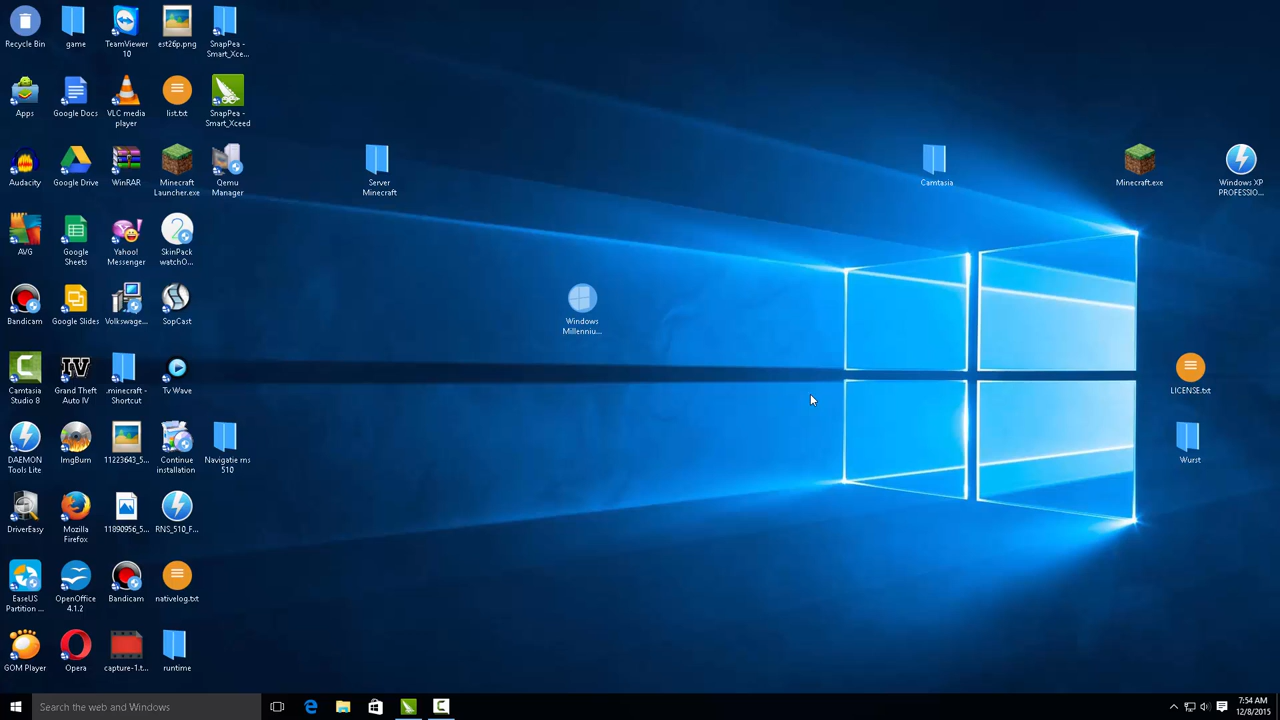 Recycle Bin
game
TeamViewer
10
est26p.png
SnapPea -
Smart_Xce...
Apps
Google Docs
VLC media
player
list.txt
SnapPea -
Smart_Xceed
Audacity
Google Drive
WinRAR
Minecraft
Launcher.exe
Qemu
Manager
Server
Minecraft
Camtasia
Minecraft.exe
Windows XP
PROFESSIO...
AVG
Google
Sheets
Yahoo!
Messenger
SkinPack
watchO...
Bandicam
Google Slides
Volkswage...
SopCast
Windows
Millenniu...
Camtasia
Studio 8
IV
Grand Theft
Auto IV
.minecraft -
Shortcut
Tv Wave
LICENSE.txt
DAEMON
Tools Lite
ImgBurn
11223643_5...
Continue
installation
Navigatie ms
510
Wurst
DriverEasy
Mozilla
Firefox
11890956_5...
RNS_510_F...
EaseUS
Partition ...
OpenOffice
4.1.2
Bandicam
nativelog.txt
GOM Player
Opera
capture-1.t...
runtime
Search the web and Windows
7:54 AM
12/8/2015